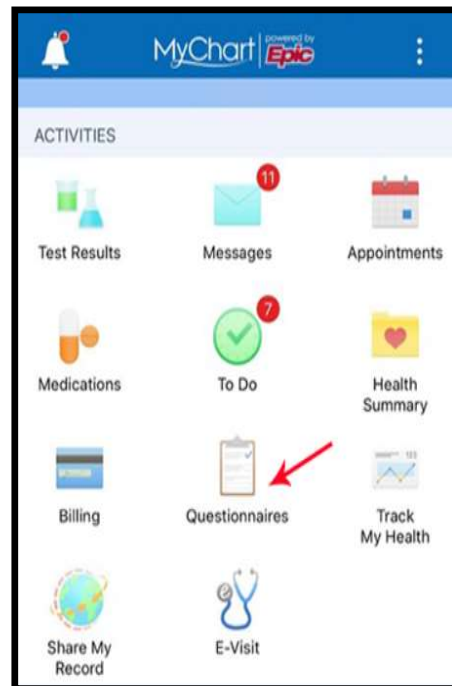 MyChart powered by Epic
ACTIVITIES
11
Test Results Messages Appointments
7
Medications To Do Health Summary
Billing Questionnaires Track My Health
Share My Record E-Visit